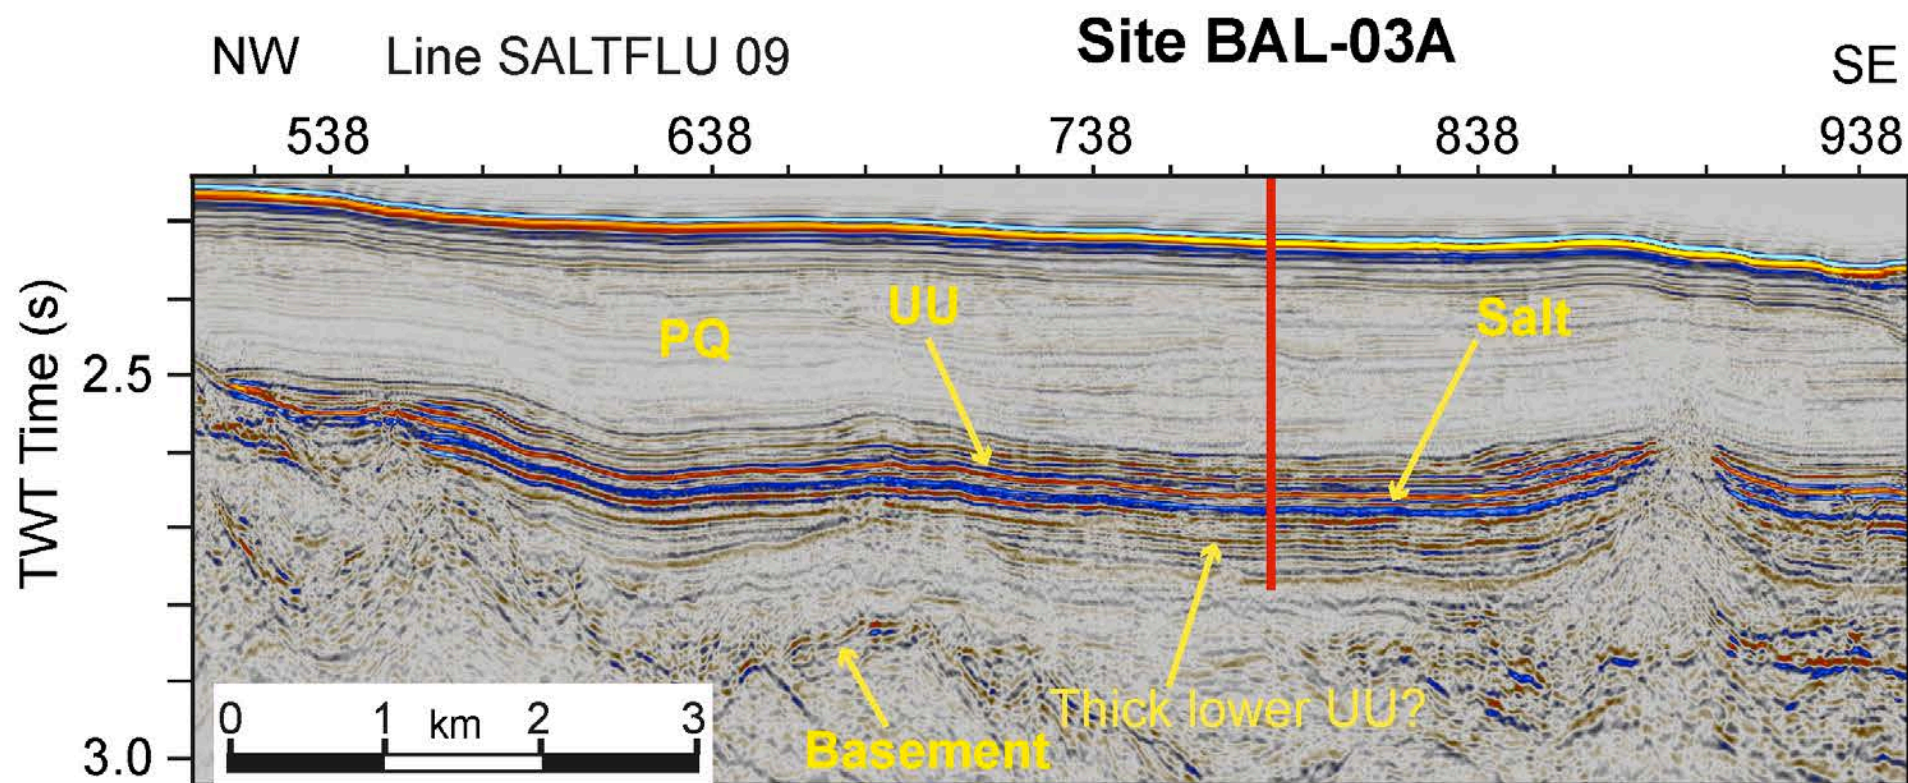 NW Line SALTFLU 09 Site BAL-03A SE
538 638 738 838 938
TWT Time (s)
2.5
3.0
UU
Salt
PQ
Thick lower UU?
Basement
0 1 km 2 3